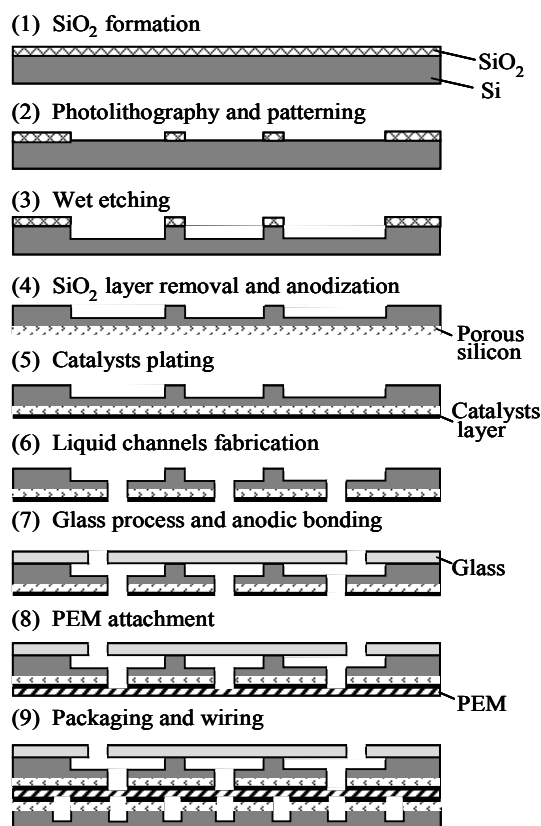 (1) SiO₂ formation
SiO₂
Si
(2) Photolithography and patterning
(3) Wet etching
(4) SiO₂ layer removal and anodization
Porous
silicon
(5) Catalysts plating
Catalysts
layer
(6) Liquid channels fabrication
(7) Glass process and anodic bonding
Glass
(8) PEM attachment
PEM
(9) Packaging and wiring